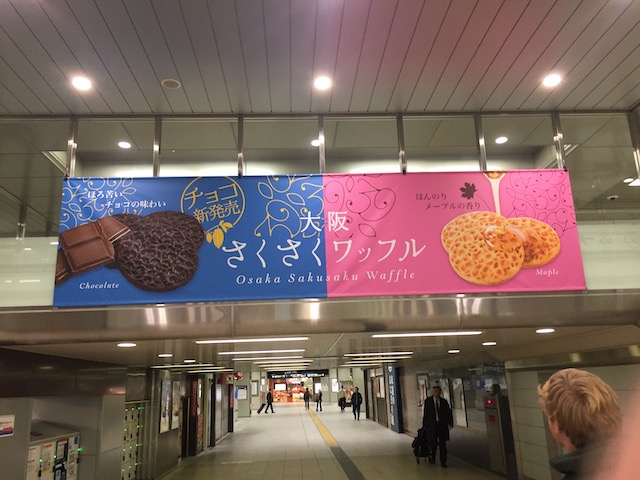 ほろ苦い
チョコの味わい
チョコ
新発売
大阪
さくさくワッフル
Osaka Sakusaku Waffle
Chocolate
ほんのり
メープルの香り
Maple